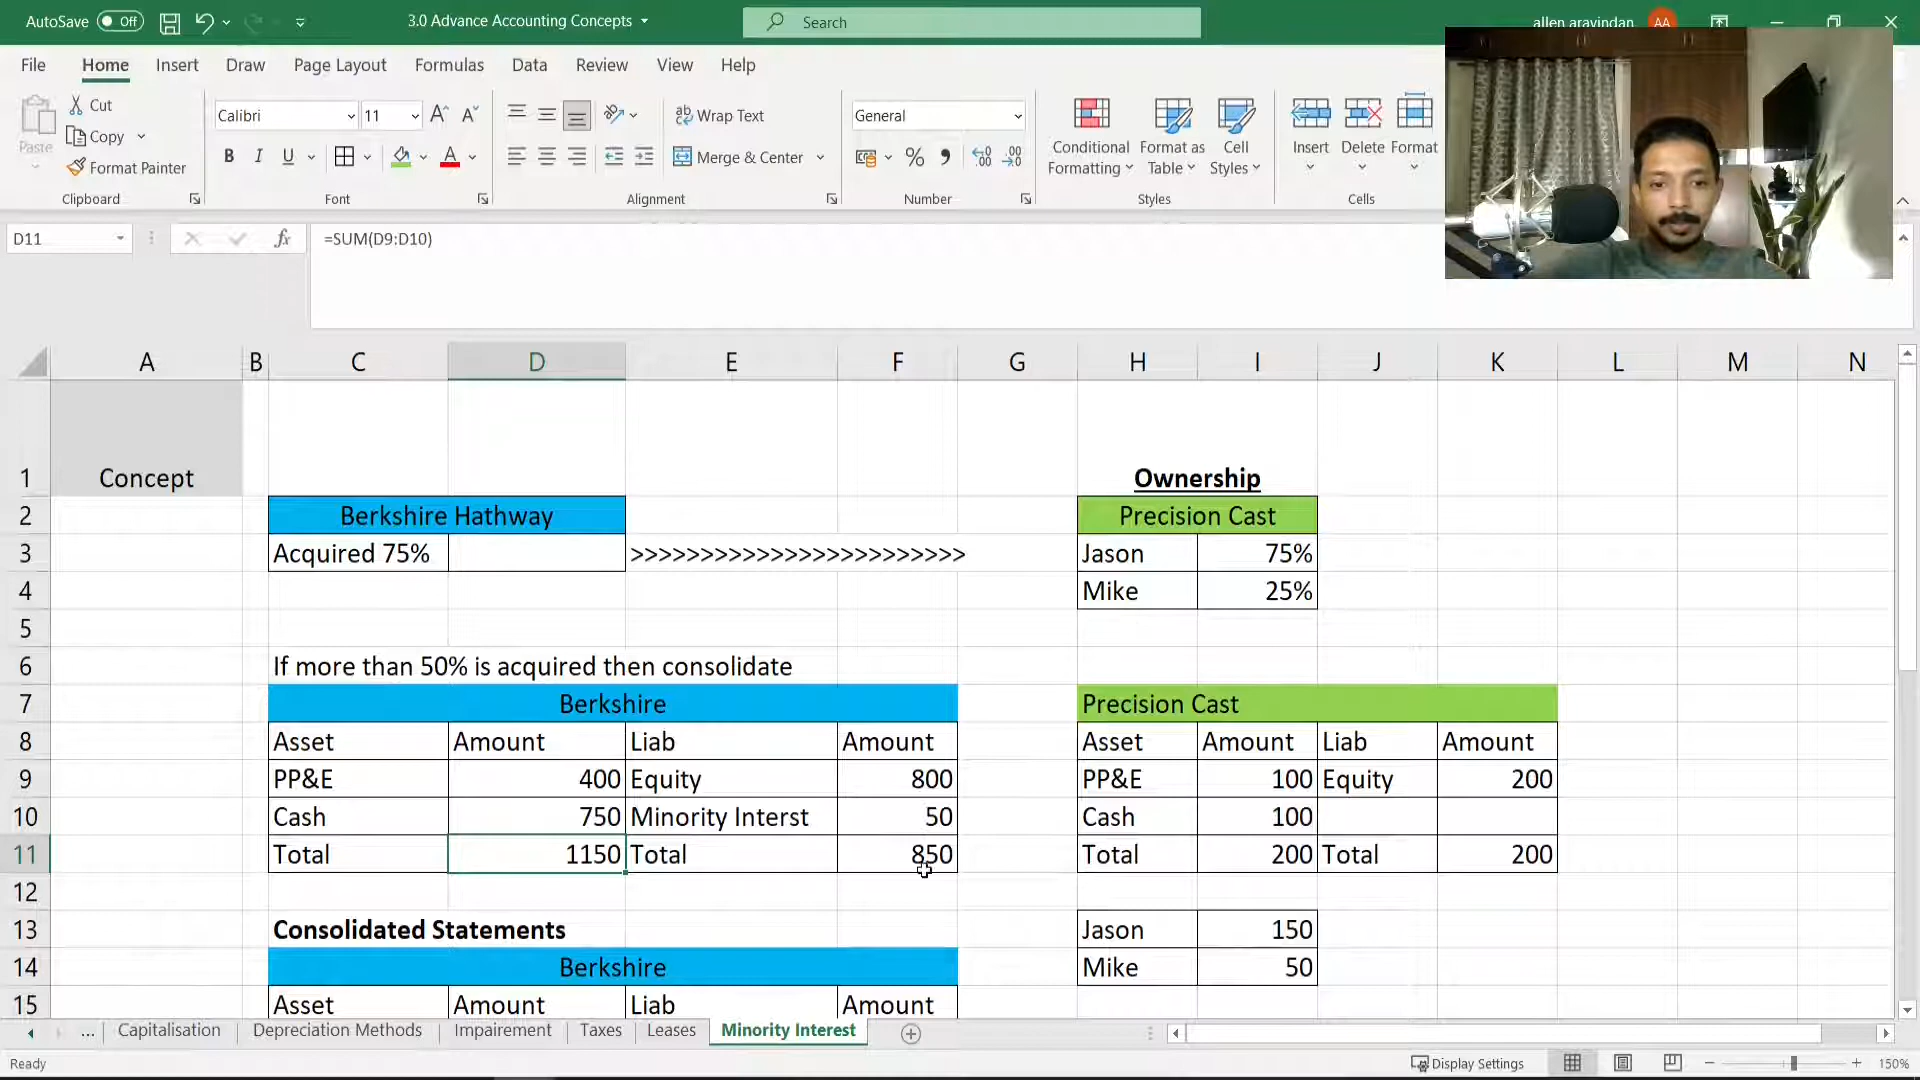 AutoSave Off 3.0 Advance Accounting Concepts Search allen aravindan AA
File Home Insert Draw Page Layout Formulas Data Review View Help
Cut
Copy
Format Painter
Paste
Clipboard
Calibri 11
B I U
Font
Wrap Text
Merge & Center
Alignment
General
Number
Conditional Formatting
Format as Table
Cell Styles
Styles
Insert Delete Format
Cells
D11 fx =SUM(D9:D10)
A B C D E F G H I J K L M N
1 Concept Ownership
2 Berkshire Hathway Precision Cast
3 Acquired 75% >>>>>>>>>>>>>>>>>>>>>>>> Jason 75%
4 Mike 25%
5
6 If more than 50% is acquired then consolidate
7 Berkshire Precision Cast
8 Asset Amount Liab Amount Asset Amount Liab Amount
9 PP&E 400 Equity 800 PP&E 100 Equity 200
10 Cash 750 Minority Interst 50 Cash 100
11 Total 1150 Total 850 Total 200 Total 200
12
13 Consolidated Statements Jason 150
14 Berkshire Mike 50
15 Asset Amount Liab Amount
... Capitalisation Depreciation Methods Impairement Taxes Leases Minority Interest
Ready Display Settings 150%